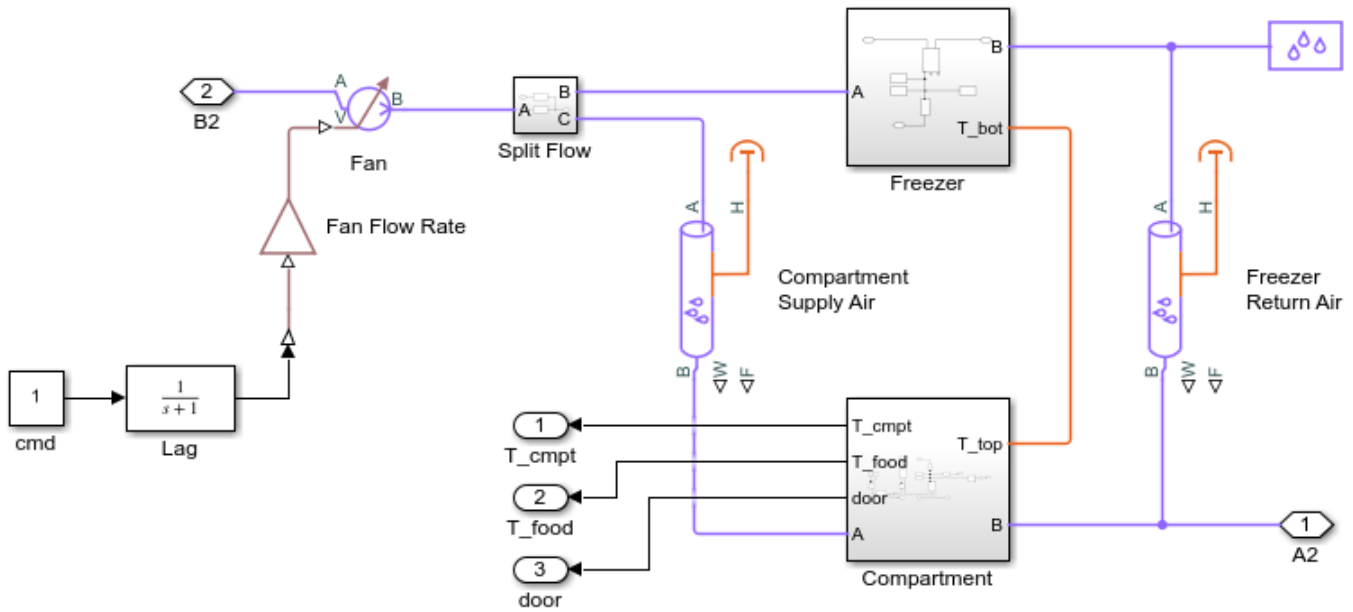 B
A
2
A
B
B
A
B2
V
A
C
T_bot
Split Flow
Fan
Freezer
Fan Flow Rate
A
H
A
H
Compartment
Supply Air
Freezer
Return Air
B
W
F
B
W
F
1
1
s+1
cmd
Lag
1
T_cmpt
T_cmpt
T_top
T_food
2
T_food
door
3
door
A
B
1
A2
Compartment